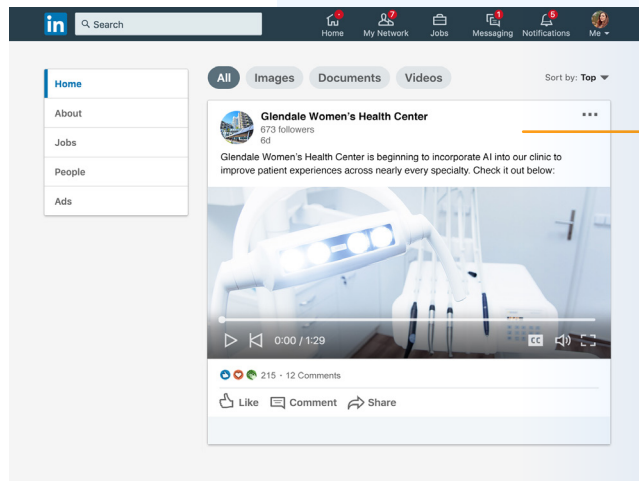 in
Search
7
1
5
Home
My Network
Jobs
Messaging
Notifications
Me
Home
About
Jobs
People
Ads
All
Images
Documents
Videos
Sort by: Top
Glendale Women's Health Center
673 followers
6d
Glendale Women's Health Center is beginning to incorporate AI into our clinic to
improve patient experiences across nearly every specialty. Check it out below:
0:00 / 1:29
CC
215 · 12 Comments
Like
Comment
Share